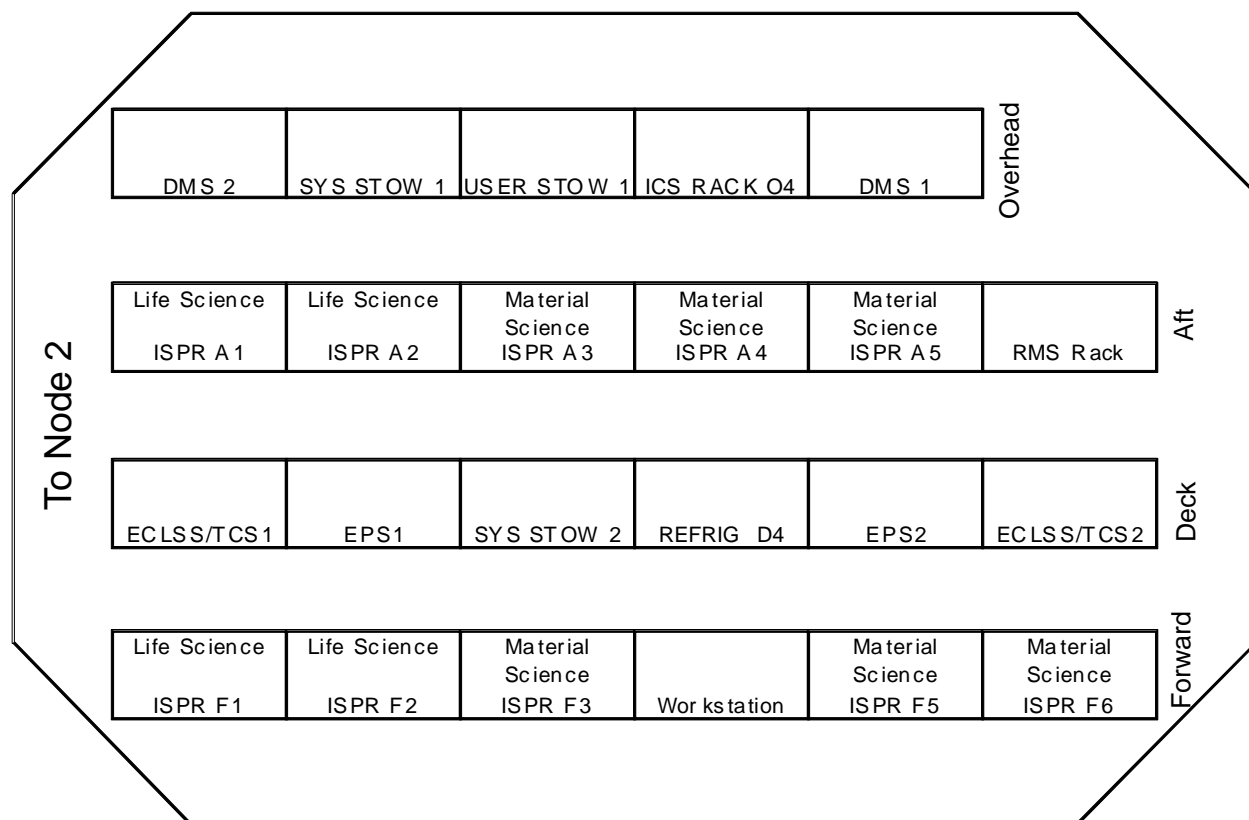 To Node 2
Overhead
DMS 2
SYS STOW 1
USER STOW 1
ICS RACK O4
DMS 1
Aft
Life Science
ISPR A1
Life Science
ISPR A2
Material
Science
ISPR A3
Material
Science
ISPR A4
Material
Science
ISPR A5
RMS Rack
Deck
ECLSS/TCS1
EPS1
SYS STOW 2
REFRIG D4
EPS2
ECLSS/TCS2
Forward
Life Science
ISPR F1
Life Science
ISPR F2
Material
Science
ISPR F3
Workstation
Material
Science
ISPR F5
Material
Science
ISPR F6